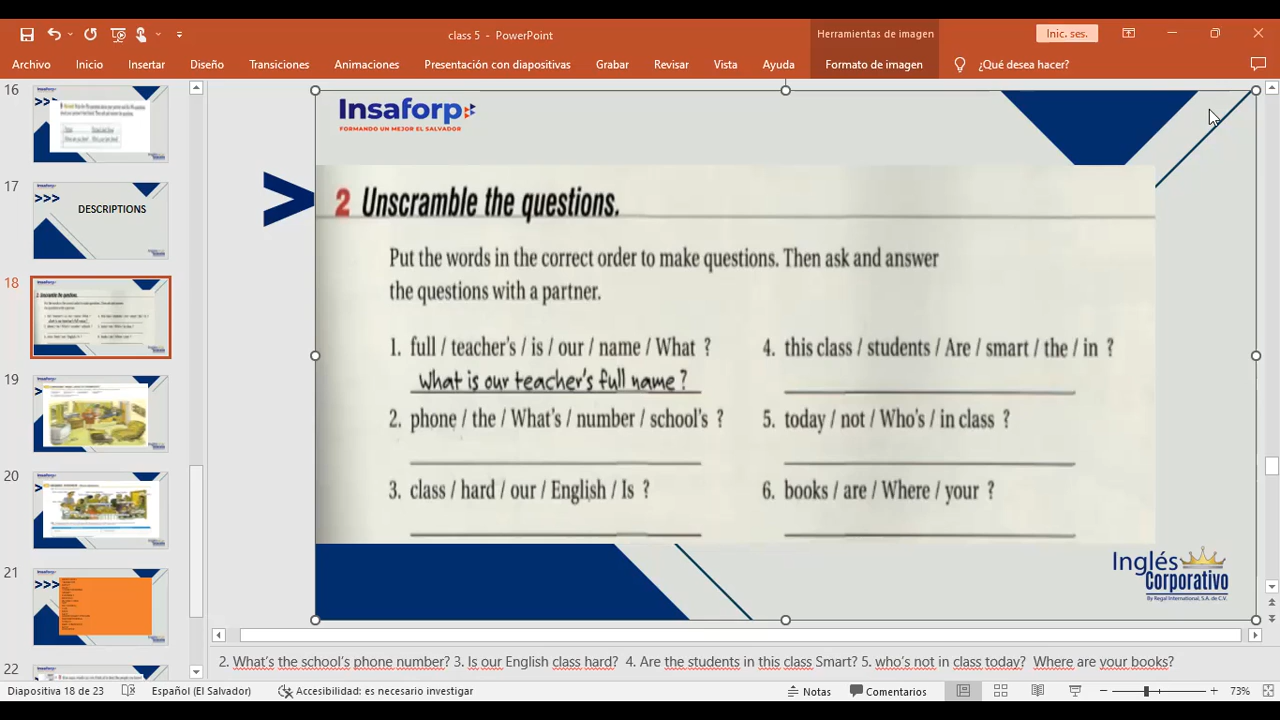 class 5 - PowerPoint
Herramientas de imagen
Inic. ses.
Archivo Inicio Insertar Diseño Transiciones Animaciones Presentación con diapositivas Grabar Revisar Vista Ayuda Formato de imagen ¿Qué desea hacer?
16
17
DESCRIPTIONS
18
19
20
21
22
Insaforp
FORMANDO UN MEJOR EL SALVADOR
2 Unscramble the questions.
Put the words in the correct order to make questions. Then ask and answer
the questions with a partner.
1. full / teacher's / is / our / name / What ?
What is our teacher's full name?
2. phone / the / What's / number / school's ?
3. class / hard / our / English / Is ?
4. this class / students / Are / smart / the / in ?
5. today / not / Who's / in class ?
6. books / are / Where / your ?
Inglés
Corporativo
By Regal International, S.A. de C.V.
2. What's the school's phone number? 3. Is our English class hard? 4. Are the students in this class Smart? 5. who's not in class today? Where are your books?
Diapositiva 18 de 23 Español (El Salvador) Accesibilidad: es necesario investigar Notas Comentarios 73%